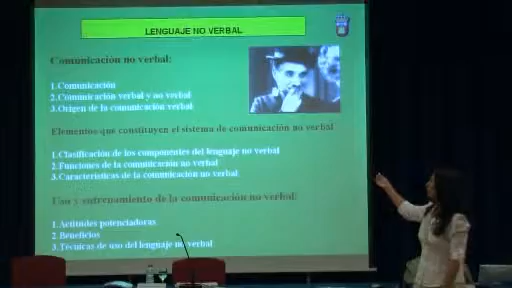 LENGUAJE NO VERBAL
Comunicación no verbal:
1.Comunicación
2.Comunicación verbal y no verbal
3.Origen de la comunicación verbal
Elementos que constituyen el sistema de comunicación no verbal
1.Clasificación de los componentes del lenguaje no verbal
2.Funciones de la comunicación no verbal
3.Características de la comunicación no verbal.
Uso y entrenamiento de la comunicación no verbal:
1.Actitudes potenciadoras
2.Beneficios
3.Técnicas de uso del lenguaje no verbal